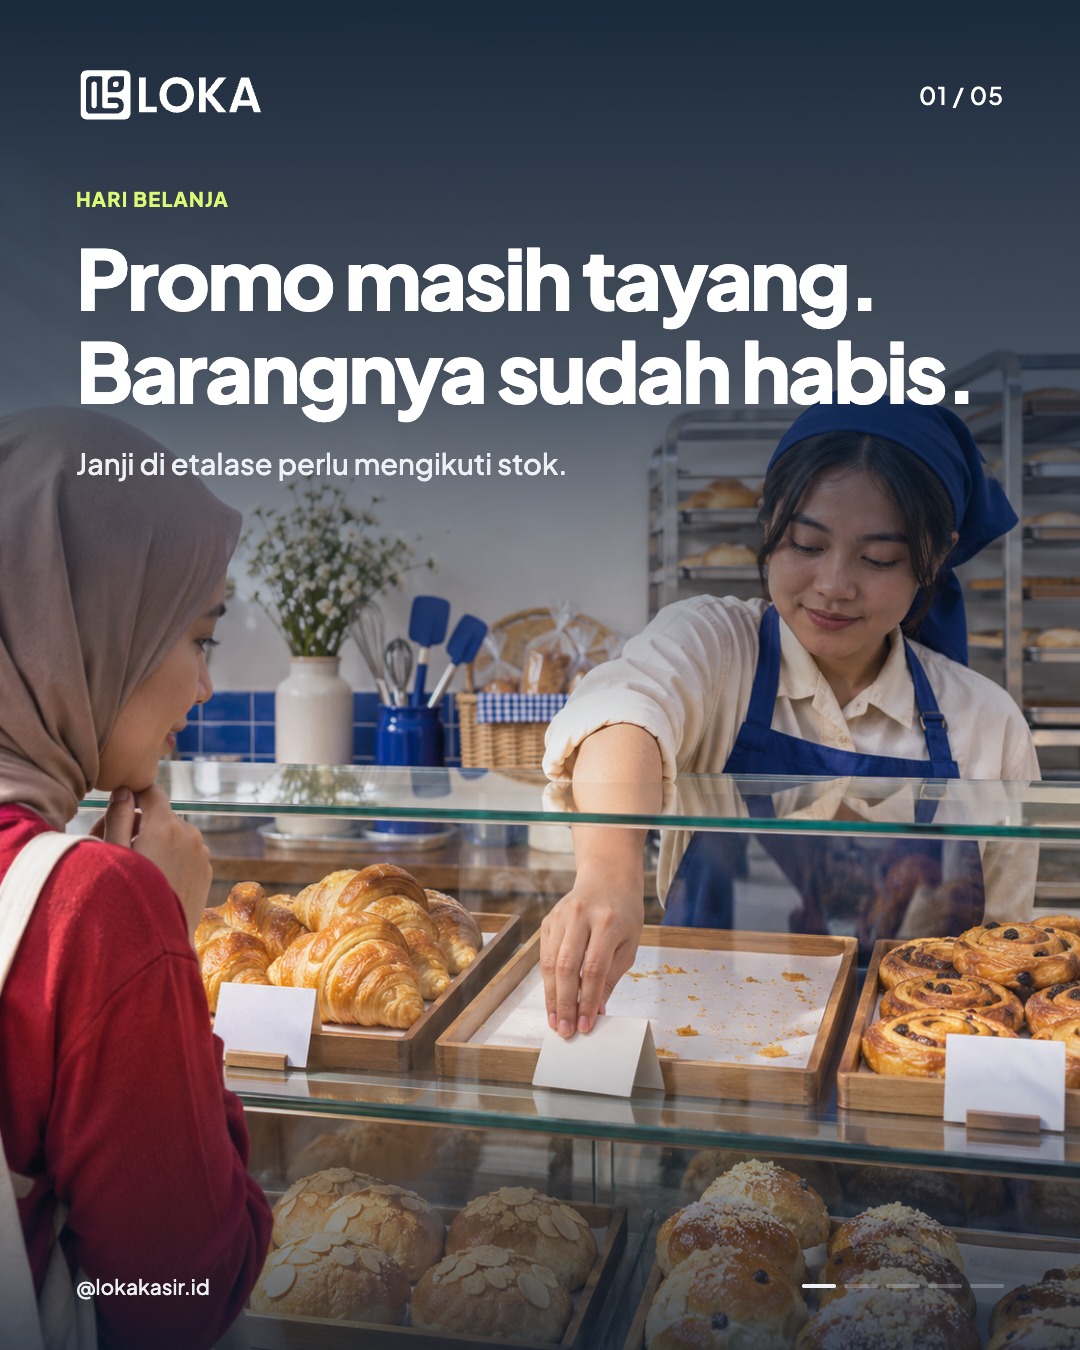 LOKA
01 / 05
HARI BELANJA
Promo masih tayang.
Barangnya sudah habis.
Janji di etalase perlu mengikuti stok.
@lokakasir.id